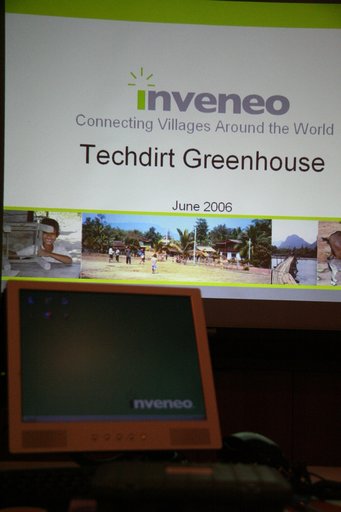 inveneo
Connecting Villages Around the World
Techdirt Greenhouse
June 2006
inveneo